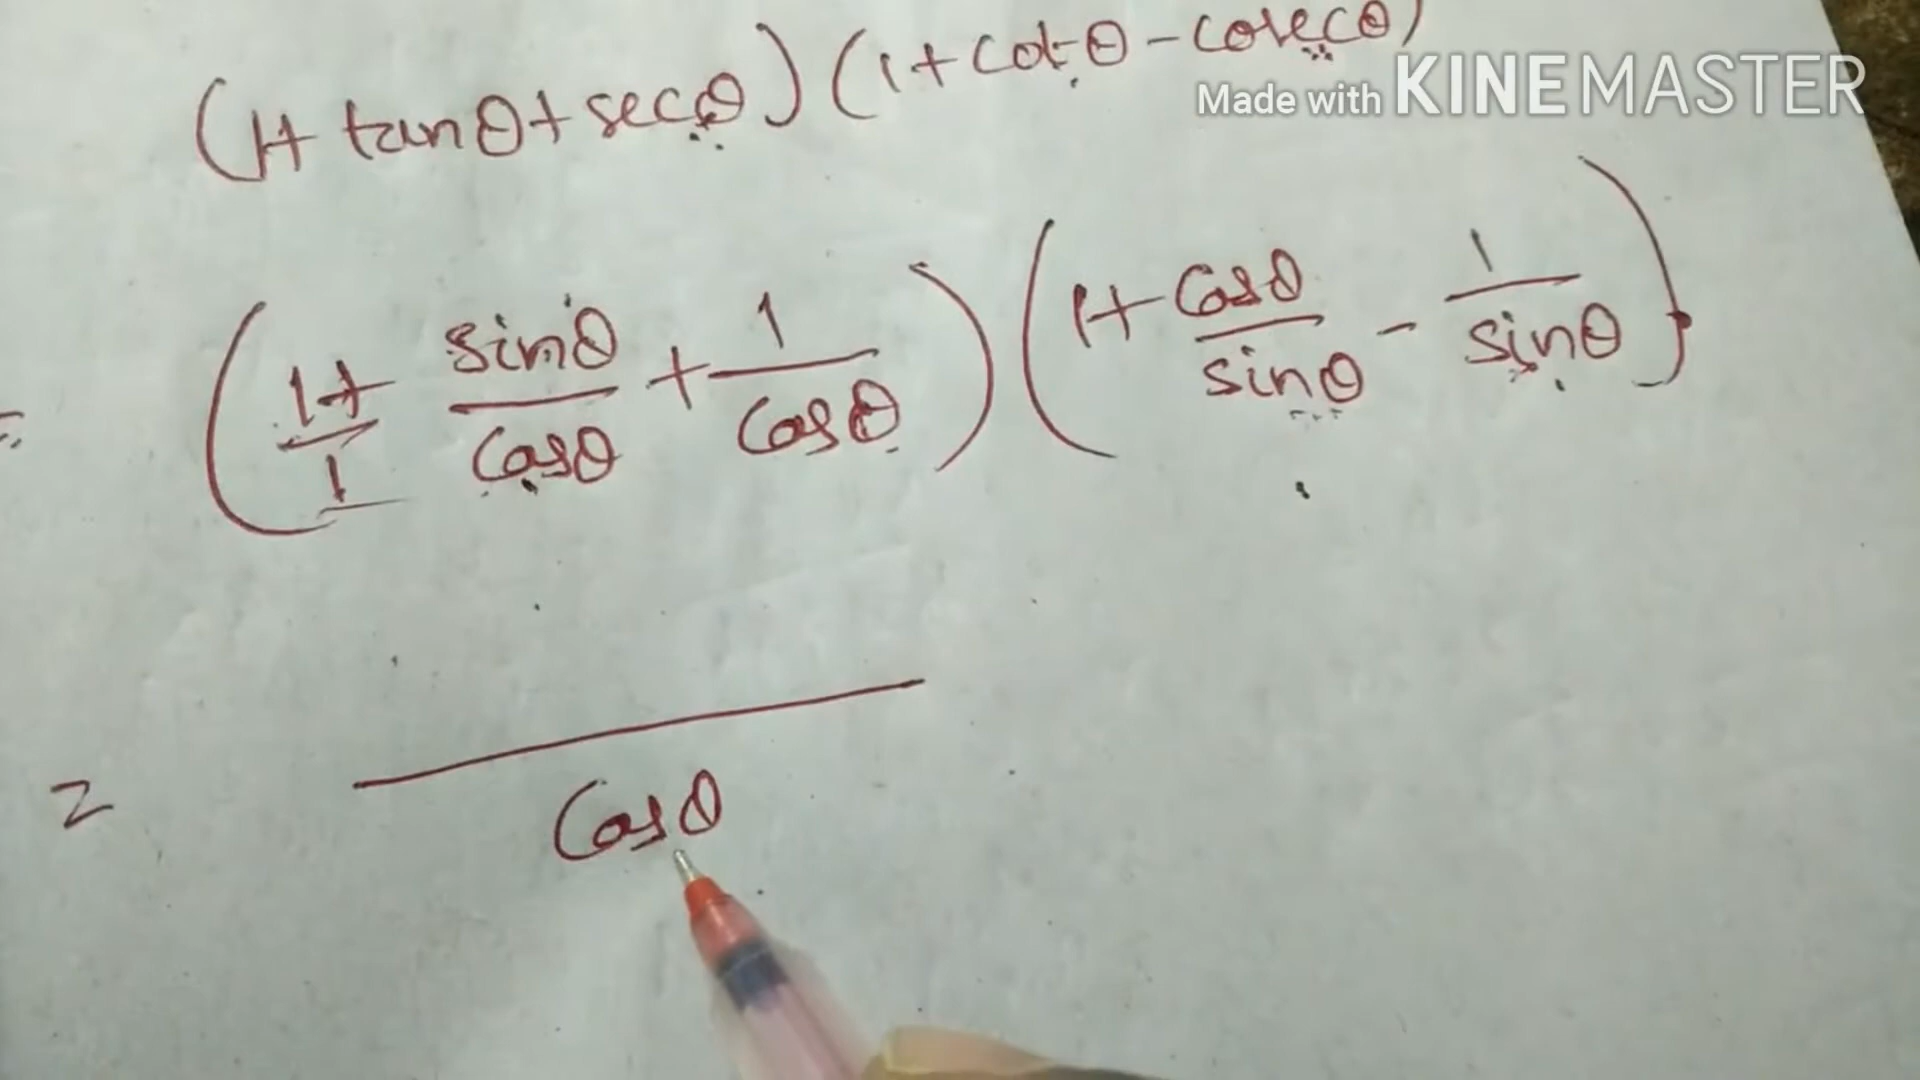 (1+ tanθ + secθ) (1+cotθ - cosecθ)
Made with KINEMASTER
= (1/1 + sinθ/cosθ + 1/cosθ) (1+ cosθ/sinθ - 1/sinθ)
= ―
cosθ